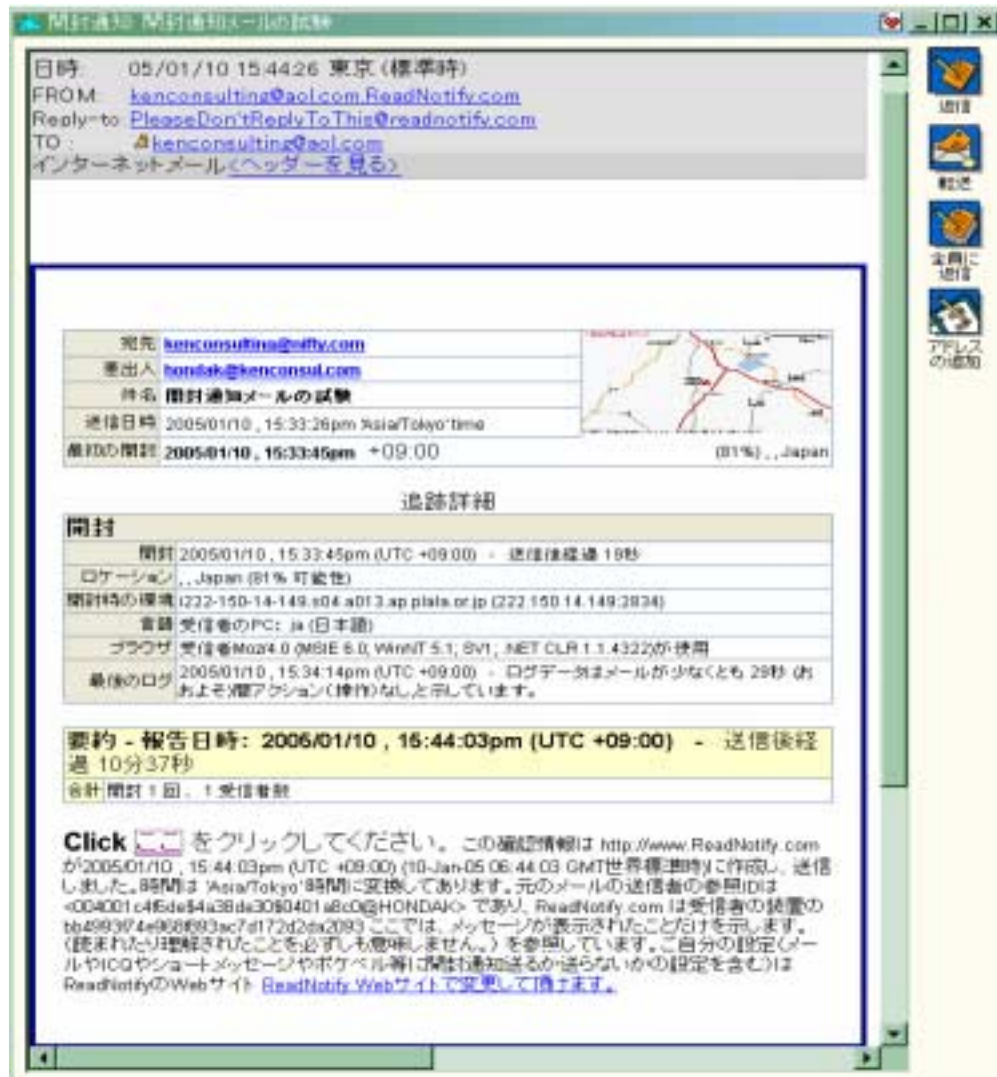 開封通知 開封通知メールの試験
日時 05/01/10 15:44:26 東京 (標準時)
FROM: kenconsulting@aol.com.ReadNotify.com
Reply-to: PleaseDon'tReplyToThis@readnotify.com
TO : kenconsulting@aol.com
インターネットメール<ヘッダーを見る>
返信
転送
全員に
返信
アドレス
の追加
宛先 kenconsulting@nifty.com
差出人 hondak@kenconsul.com
件名 開封通知メールの試験
送信日時 2005/01/10 , 15:33:26pm 'Asia/Tokyo' time
最初の開封 2005/01/10 , 15:33:45pm +09:00
(81%) , , Japan
追跡詳細
開封
開封 2005/01/10 , 15:33:45pm (UTC +09:00) - 送信後経過 19秒
ロケーション , , Japan (81% 可能性)
開封時の環境 i222-150-14-149.s04.a013.ap.plala.or.jp (222.150.14.149:2834)
言語 受信者のPC: ja (日本語)
ブラウザ 受信者Moz/4.0 (MSIE 6.0; WinNT 5.1; SV1; .NET CLR 1.1.4322)が 使用
最後のログ 2005/01/10 , 15:34:14pm (UTC +09:00) - ログデータはメールが少なくとも 29秒 (お
およそ)間アクション(操作)なし,と示しています。
要約 - 報告日時: 2005/01/10 , 15:44:03pm (UTC +09:00) - 送信後経
過 10分37秒
合計 開封 1 回 , 1 受信者数
Click ここ をクリックしてください。 この確認情報は http://www.ReadNotify.com
が2005/01/10 , 15:44:03pm (UTC +09:00) (10-Jan-05 06:44:03 GMT世界標準時)に作成し、送信
しました。時間は 'Asia/Tokyo' 時間に変換してあります。元のメールの送信者の参照IDは
<004001c4f6de$4a38de30$0401a8c0@HONDAK> であり、ReadNotify.com は受信者の装置の
ここでは、メッセージが表示されたことだけを示します。
(読まれたり理解されたことを必ずしも意味しません。) を参照しています。ご自分の設定(メー
ルやICQやショートメッセージやポケベル等に開封通知送るか送らないかの設定を含む)は
ReadNotifyのWebサイト ReadNotify Webサイトで変更して頂けます。